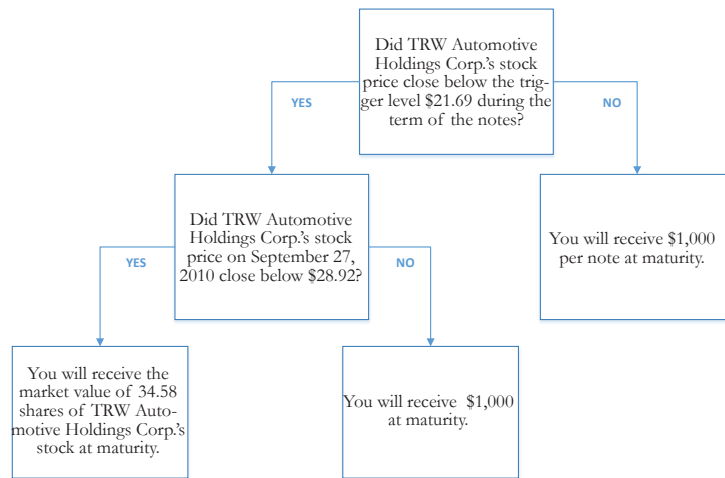 Did TRW Automotive
Holdings Corp.'s stock
price close below the trig-
ger level $21.69 during the
term of the notes?
YES
NO
Did TRW Automotive
Holdings Corp.'s stock
price on September 27,
2010 close below $28.92?
You will receive $1,000
per note at maturity.
YES
NO
You will receive the
market value of 34.58
shares of TRW Auto-
motive Holdings Corp.'s
stock at maturity.
You will receive $1,000
at maturity.